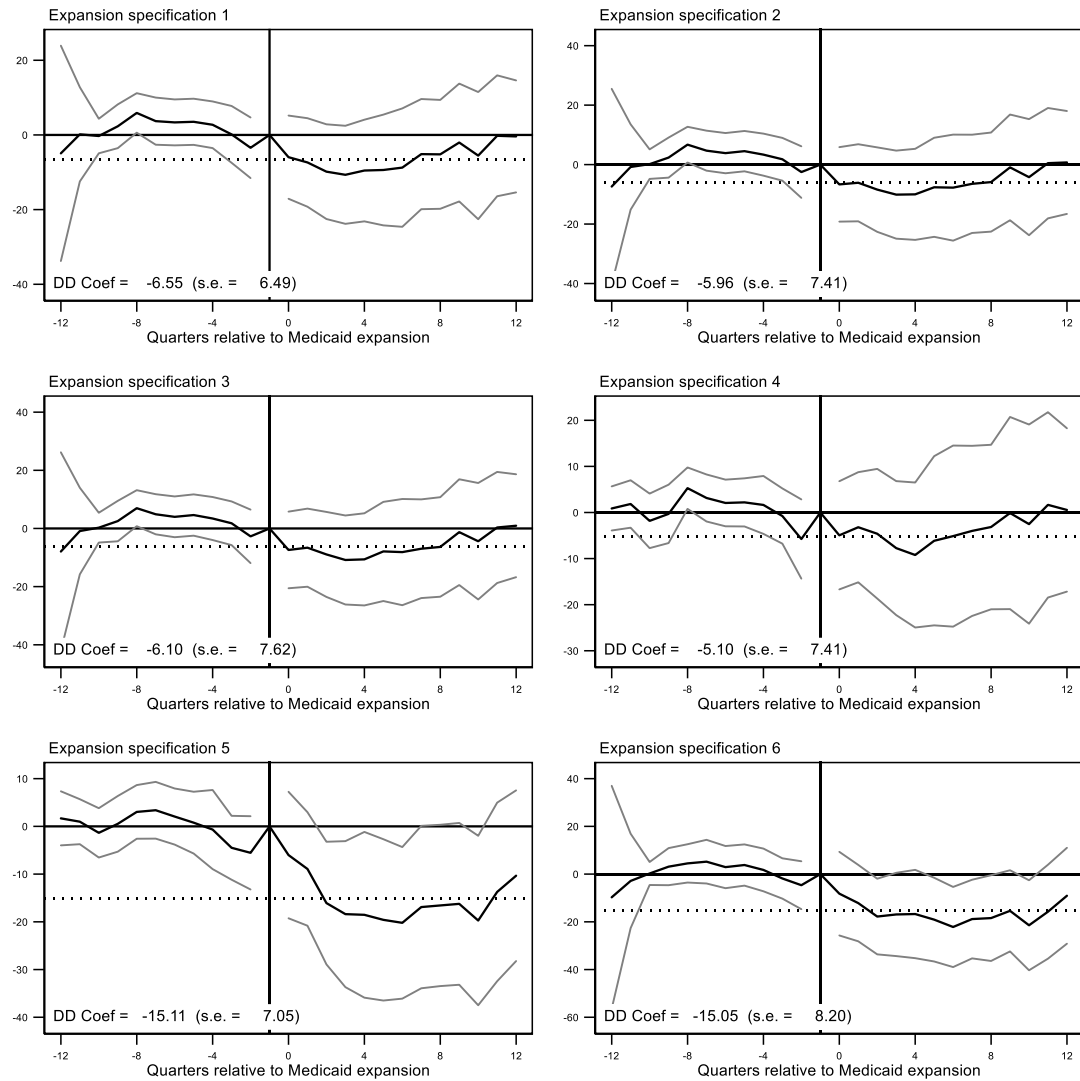 Expansion specification 1
20
0
-20
-40
DD Coef = -6.55 (s.e. = 6.49)
-12 -8 -4 0 4 8 12
Quarters relative to Medicaid expansion
Expansion specification 2
40
20
0
-20
-40
DD Coef = -5.96 (s.e. = 7.41)
-12 -8 -4 0 4 8 12
Quarters relative to Medicaid expansion
Expansion specification 3
40
20
0
-20
-40
DD Coef = -6.10 (s.e. = 7.62)
-12 -8 -4 0 4 8 12
Quarters relative to Medicaid expansion
Expansion specification 4
20
10
0
-10
-20
-30
DD Coef = -5.10 (s.e. = 7.41)
-12 -8 -4 0 4 8 12
Quarters relative to Medicaid expansion
Expansion specification 5
10
0
-10
-20
-30
-40
DD Coef = -15.11 (s.e. = 7.05)
-12 -8 -4 0 4 8 12
Quarters relative to Medicaid expansion
Expansion specification 6
40
20
0
-20
-40
-60
DD Coef = -15.05 (s.e. = 8.20)
-12 -8 -4 0 4 8 12
Quarters relative to Medicaid expansion